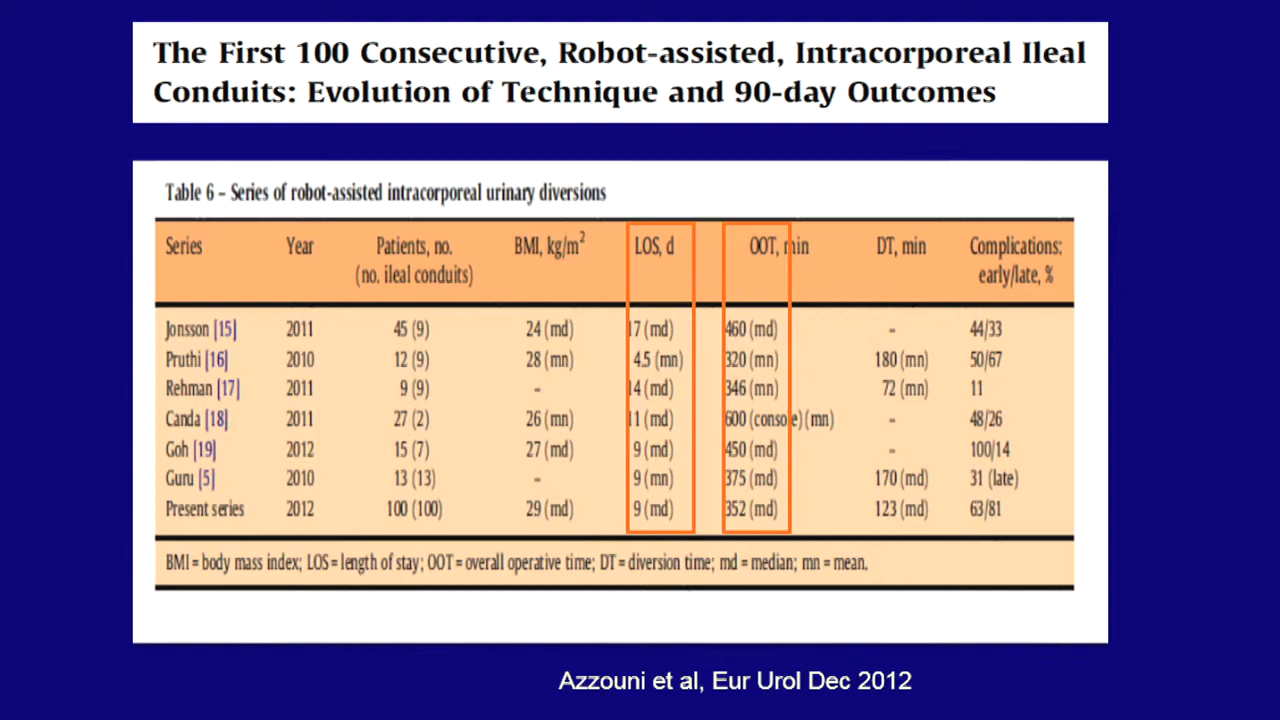 The First 100 Consecutive, Robot-assisted, Intracorporeal Ileal
Conduits: Evolution of Technique and 90-day Outcomes
Table 6 – Series of robot-assisted intracorporeal urinary diversions
Series Year Patients, no. BMI, kg/m² LOS, d OOT, min DT, min Complications:
(no. ileal conduits) early/late, %
Jonsson [15] 2011 45 (9) 24 (md) 17 (md) 460 (md) – 44/33
Pruthi [16] 2010 12 (9) 28 (mn) 4.5 (mn) 320 (mn) 180 (mn) 50/67
Rehman [17] 2011 9 (9) – 14 (md) 346 (mn) 72 (mn) 11
Canda [18] 2011 27 (2) 26 (mn) 11 (md) 600 (console) (mn) – 48/26
Goh [19] 2012 15 (7) 27 (md) 9 (md) 450 (md) – 100/14
Guru [5] 2010 13 (13) – 9 (mn) 375 (md) 170 (md) 31 (late)
Present series 2012 100 (100) 29 (md) 9 (md) 352 (md) 123 (md) 63/81
BMI = body mass index; LOS = length of stay; OOT = overall operative time; DT = diversion time; md = median; mn = mean.
Azzouni et al, Eur Urol Dec 2012